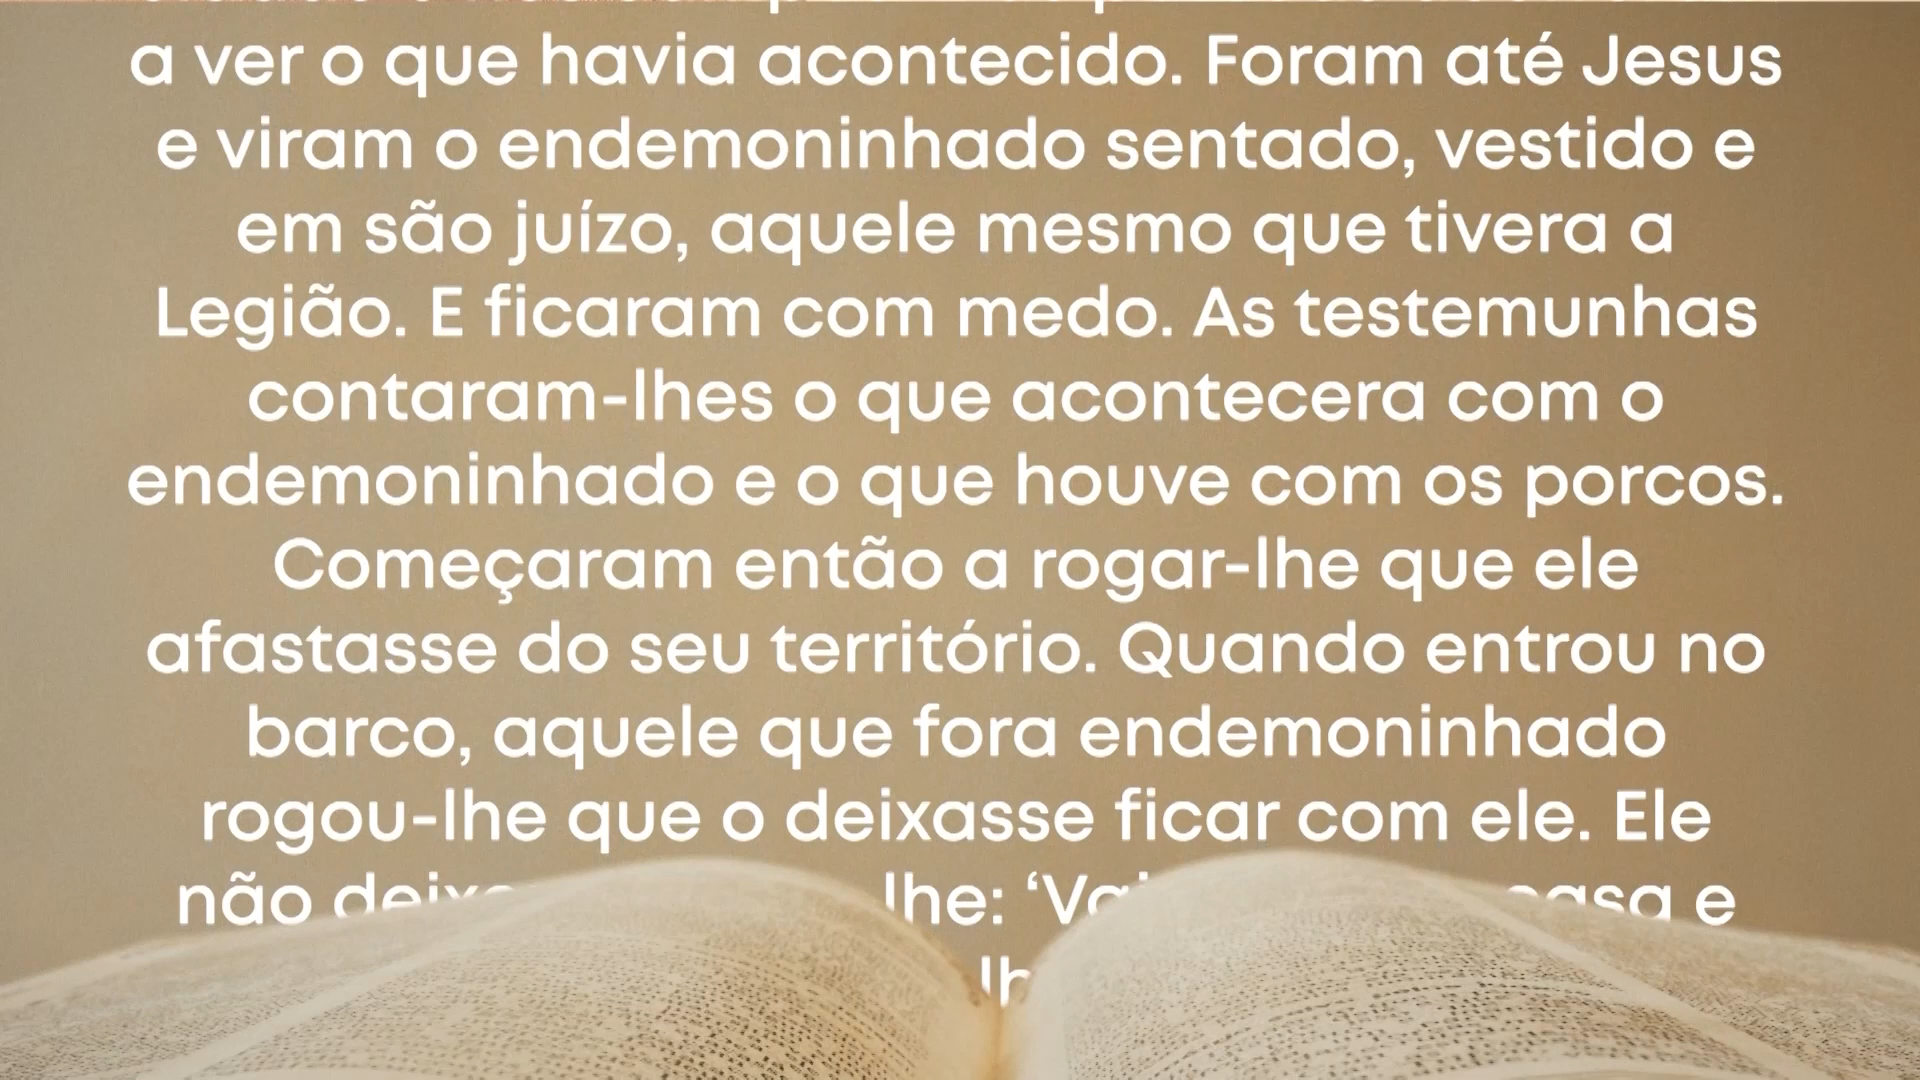 a ver o que havia acontecido. Foram até Jesus
e viram o endemoninhado sentado, vestido e
em são juízo, aquele mesmo que tivera a
Legião. E ficaram com medo. As testemunhas
contaram-lhes o que acontecera com o
endemoninhado e o que houve com os porcos.
Começaram então a rogar-lhe que ele
afastasse do seu território. Quando entrou no
barco, aquele que fora endemoninhado
rogou-lhe que o deixasse ficar com ele. Ele
não lhe: ‘Vai casa e